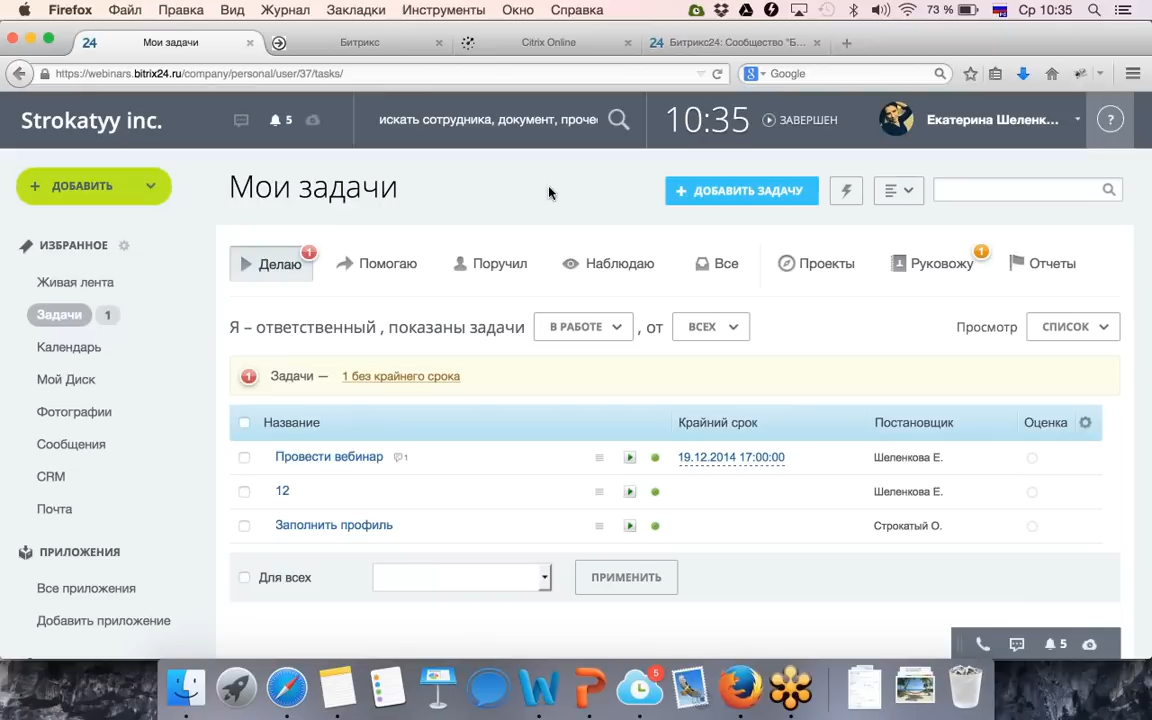 Firefox Файл Правка Вид Журнал Закладки Инструменты Окно Справка 73 % Ср 10:35
24 Мои задачи Битрикс Citrix Online 24 Битрикс24: Сообщество "Б...
https://webinars.bitrix24.ru/company/personal/user/37/tasks/ Google
Strokatyy inc. 5 искать сотрудника, документ, проче 10:35 ЗАВЕРШЕН Екатерина Шеленк... ?
+ ДОБАВИТЬ Мои задачи + ДОБАВИТЬ ЗАДАЧУ
ИЗБРАННОЕ
Живая лента
Задачи 1
Календарь
Мой Диск
Фотографии
Сообщения
CRM
Почта
ПРИЛОЖЕНИЯ
Все приложения
Добавить приложение
Делаю 1 Помогаю Поручил Наблюдаю Все Проекты Руковожу 1 Отчеты
Я – ответственный , показаны задачи В РАБОТЕ , от ВСЕХ Просмотр СПИСОК
1 Задачи — 1 без крайнего срока
Название Крайний срок Постановщик Оценка
Провести вебинар 1 19.12.2014 17:00:00 Шеленкова Е.
12 Шеленкова Е.
Заполнить профиль Строкатый О.
Для всех ПРИМЕНИТЬ
5
5